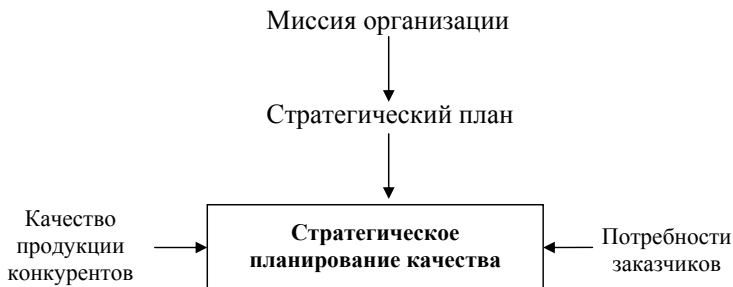 Миссия организации
Стратегический план
Качество
продукции
конкурентов
Стратегическое
планирование качества
Потребности
заказчиков